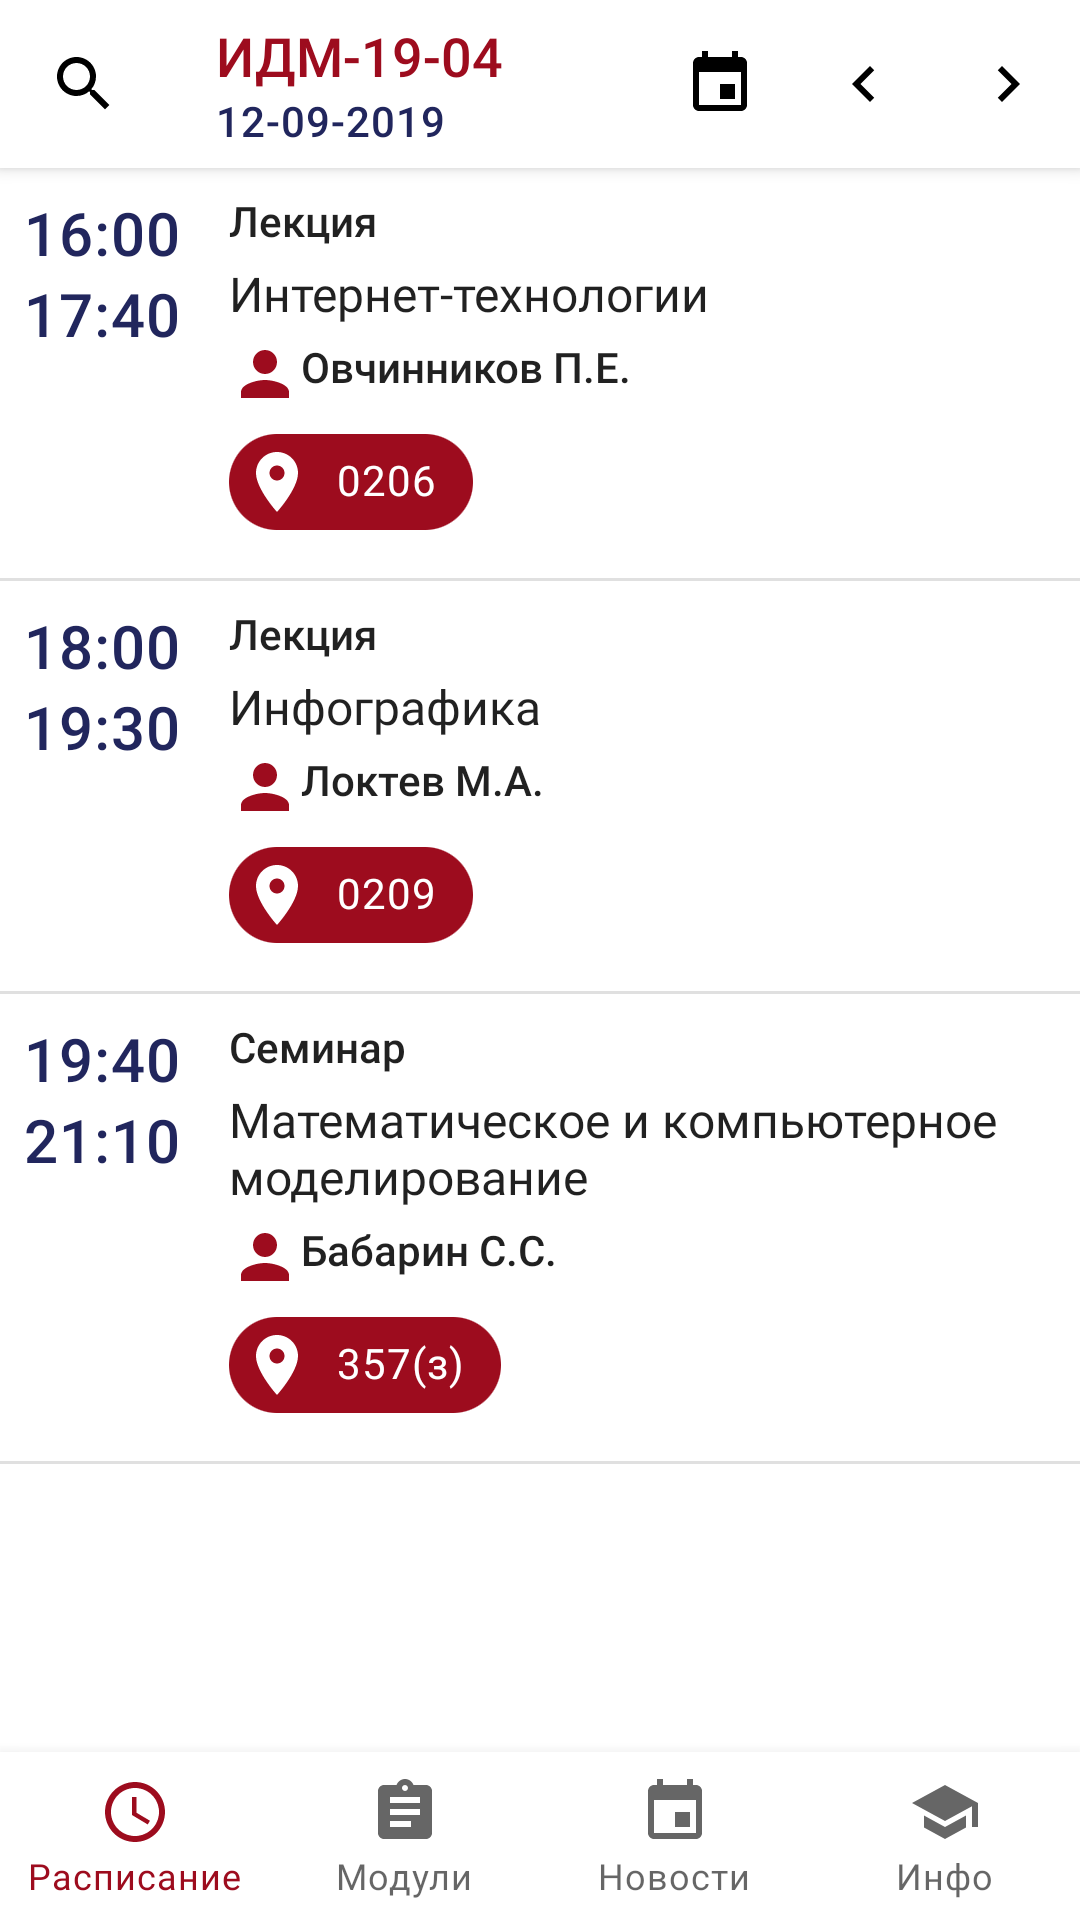 ИДМ-19-04
12-09-2019
16:00
17:40
Лекция
Интернет-технологии
Овчинников П.Е.
0206
18:00
19:30
Лекция
Инфографика
Локтев М.А.
0209
19:40
21:10
Семинар
Математическое и компьютерное
моделирование
Бабарин С.С.
357(з)
Расписание
Модули
Новости
Инфо